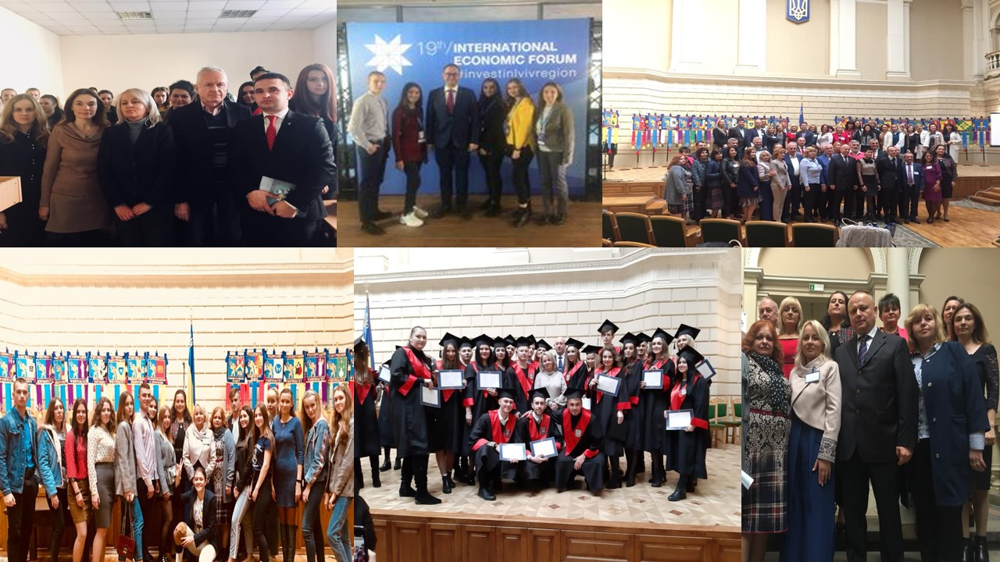 19th/INTERNATIONAL
ECONOMIC FORUM
#investinlvivregion